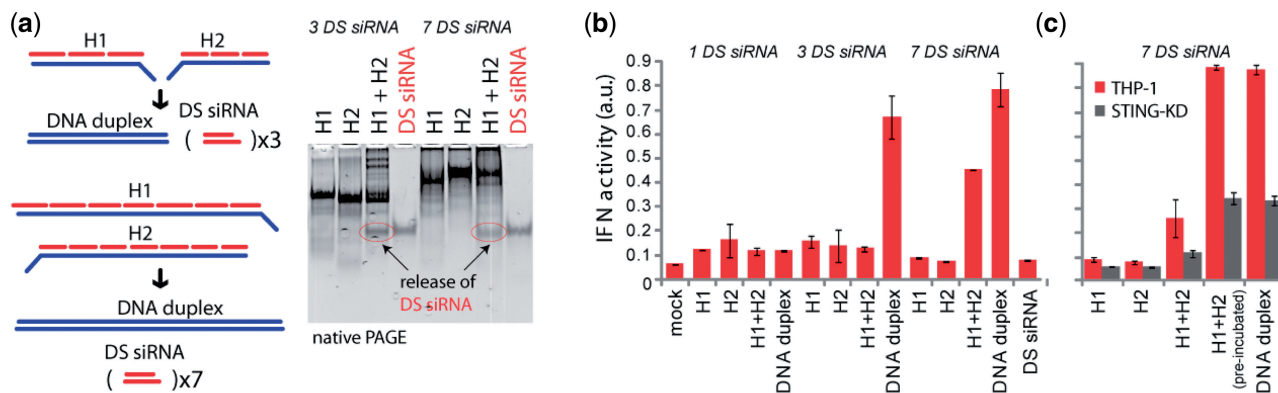 (a)
H1
H2
DNA duplex
DS siRNA
( )x3
H1
H2
DNA duplex
DS siRNA
( )x7
3 DS siRNA
7 DS siRNA
H1
H2
H1 + H2
DS siRNA
H1
H2
H1 + H2
DS siRNA
release of
DS siRNA
native PAGE
(b)
1 DS siRNA
3 DS siRNA
7 DS siRNA
IFN activity (a.u.)
0.9
0.8
0.7
0.6
0.5
0.4
0.3
0.2
0.1
0
mock
H1
H2
H1+H2
DNA duplex
H1
H2
H1+H2
DNA duplex
H1
H2
H1+H2
DNA duplex
DS siRNA
(c)
7 DS siRNA
THP-1
STING-KD
H1
H2
H1+H2
H1+H2
(pre-incubated)
DNA duplex